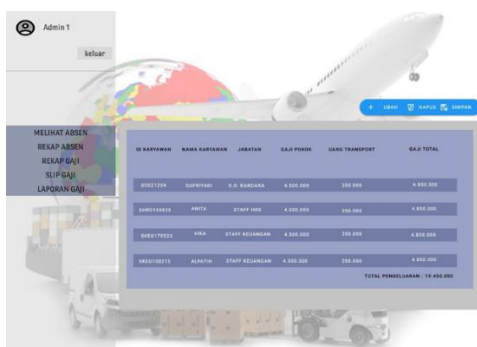 Admin 1
keluar
+ UBAH HAPUS SIMPAN
MELIHAT ABSEN
REKAP ABSEN
REKAP GAJI
SLIP GAJI
LAPORAN GAJI
ID KARYAWAN NAMA KARYAWAN JABATAN GAJI POKOK UANG TRANSPORT GAJI TOTAL
SUPRIYADI S.O. BANDARA 4.500.000 350.000 4.850.000
ANITA STAFF HRD 4.500.000 350.000 4.850.000
VIKA STAFF KEUANGAN 4.500.000 350.000 4.850.000
ALFATIH STAFF KEUANGAN 4.500.000 350.000 4.850.000
TOTAL PENGELUARAN : 19.400.000